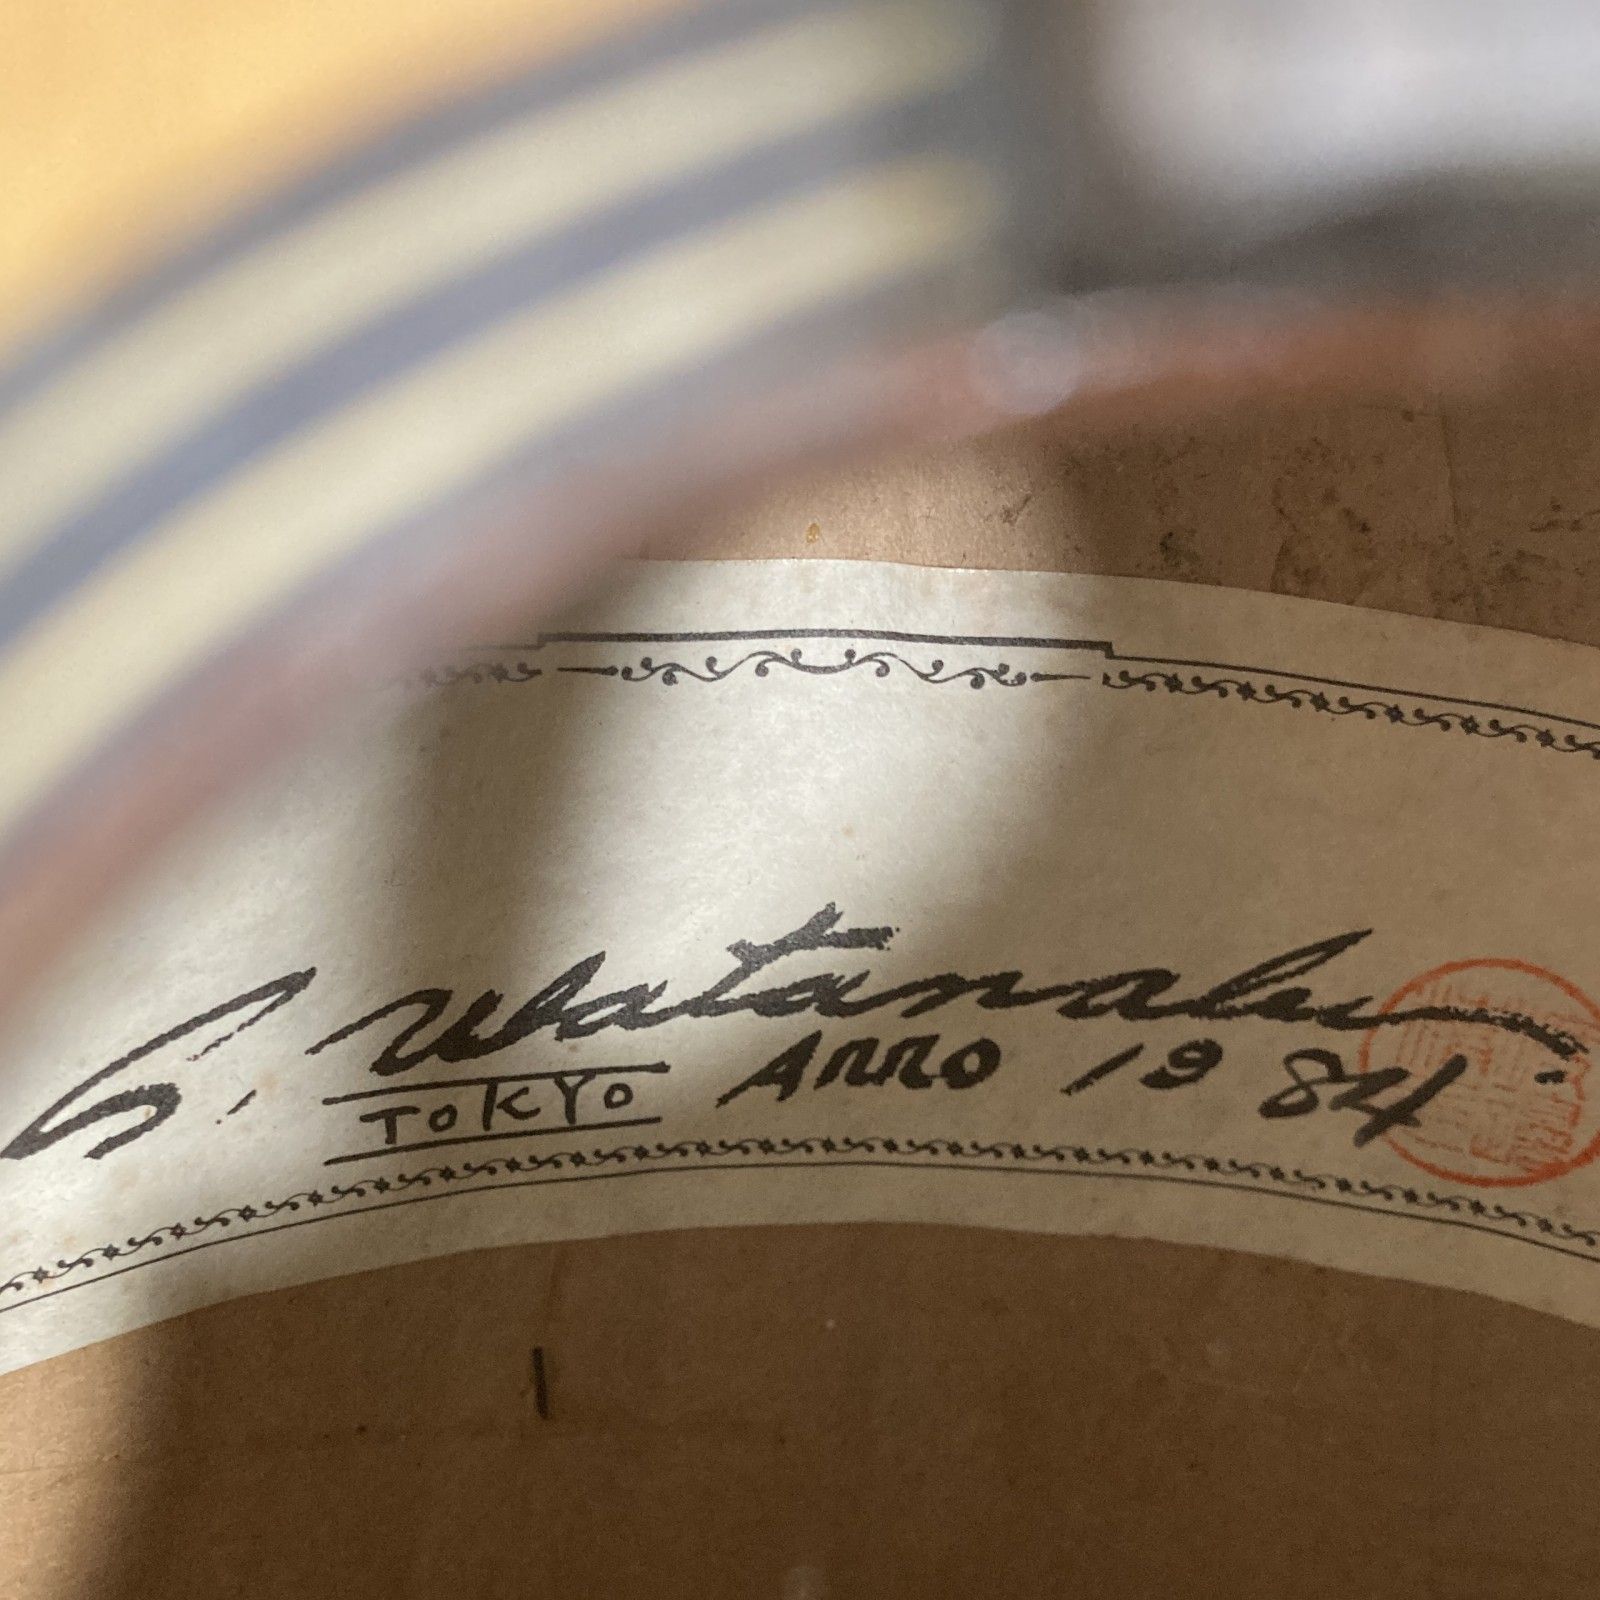 S. Watanabe
TOKYO Anno 1984